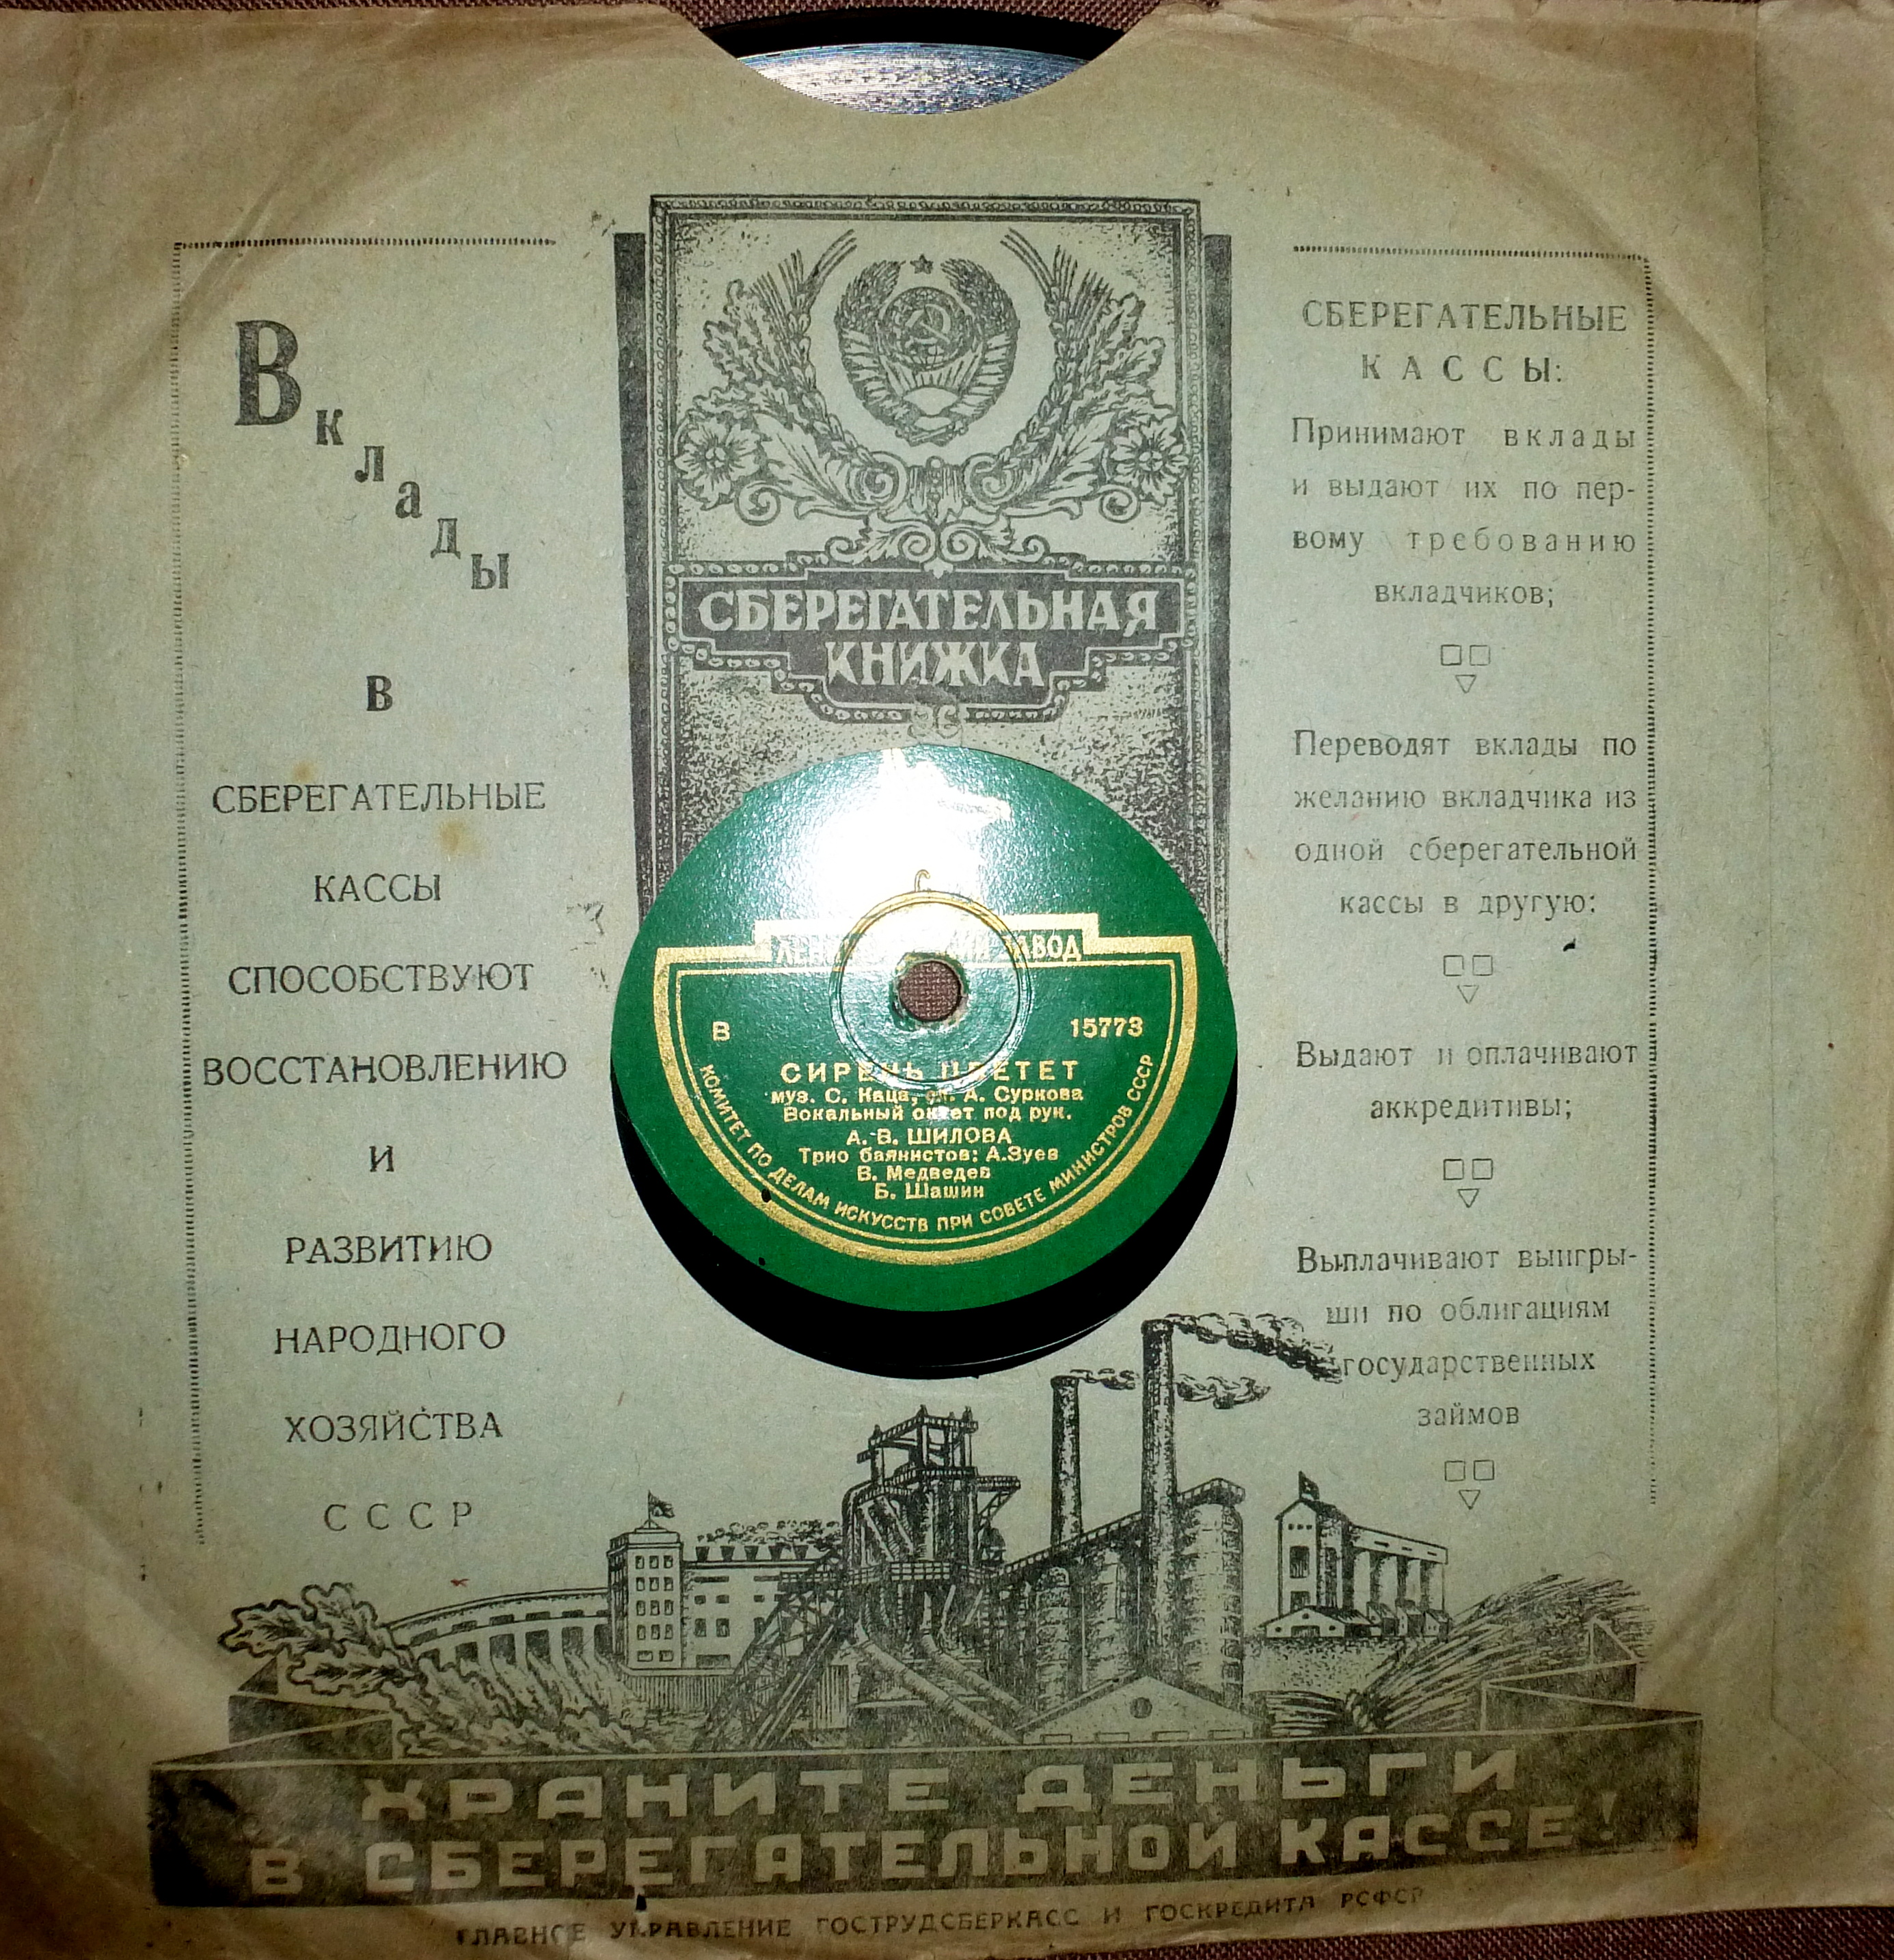 Вклады
В
СБЕРЕГАТЕЛЬНЫЕ
КАССЫ
СПОСОБСТВУЮТ
ВОССТАНОВЛЕНИЮ
И
РАЗВИТИЮ
НАРОДНОГО
ХОЗЯЙСТВА
СССР
СБЕРЕГАТЕЛЬНАЯ
КНИЖКА
ЗАВОД
В 15773
СИРЕНЬ ЦВЕТЕТ
муз. С. Каца, сл. А. Суркова
Вокальный октет под рук.
А. В. ШИЛОВА
Трио баянистов: А. Зуев
В. Медведев
Б. Шашин
КОМИТЕТ ПО ДЕЛАМ ИСКУССТВ ПРИ СОВЕТЕ МИНИСТРОВ СССР
СБЕРЕГАТЕЛЬНЫЕ
КАССЫ:
Принимают вклады
и выдают их по пер-
вому требованию
вкладчиков;
Переводят вклады по
желанию вкладчика из
одной сберегательной
кассы в другую;
Выдают и оплачивают
аккредитивы;
Выплачивают выигры-
ши по облигациям
государственных
займов
ХРАНИТЕ ДЕНЬГИ
В СБЕРЕГАТЕЛЬНОЙ КАССЕ!
ГЛАВНОЕ УПРАВЛЕНИЕ ГОСТРУДСБЕРКАСС И ГОСКРЕДИТА РСФСР